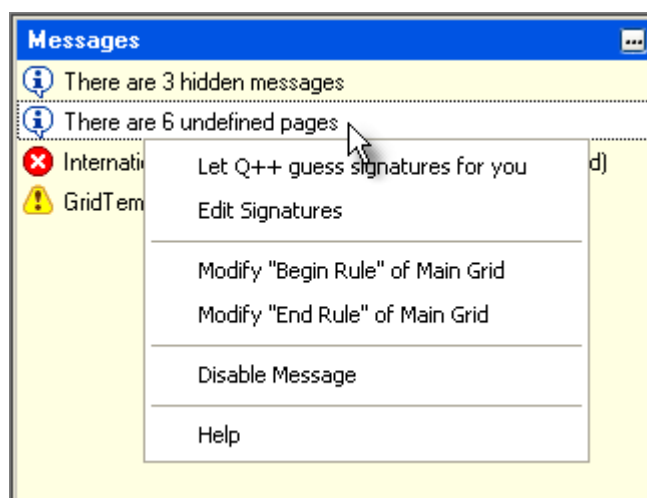 Messages
There are 3 hidden messages
There are 6 undefined pages
Let Q++ guess signatures for you
d)
Edit Signatures
Modify "Begin Rule" of Main Grid
Modify "End Rule" of Main Grid
Disable Message
Help